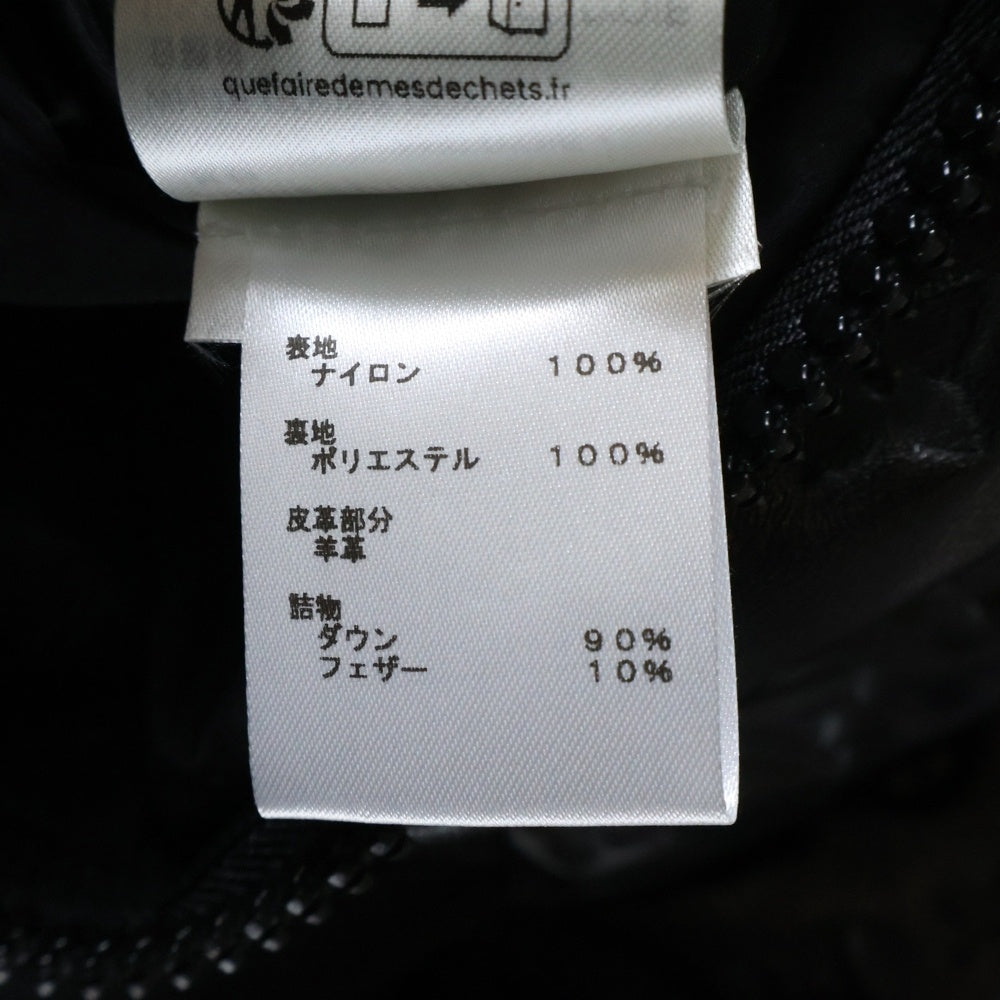 quefairedemesdechets.fr
表地
ナイロン 100%
裏地
ポリエステル 100%
皮革部分
羊革
詰物
ダウン 90%
フェザー 10%